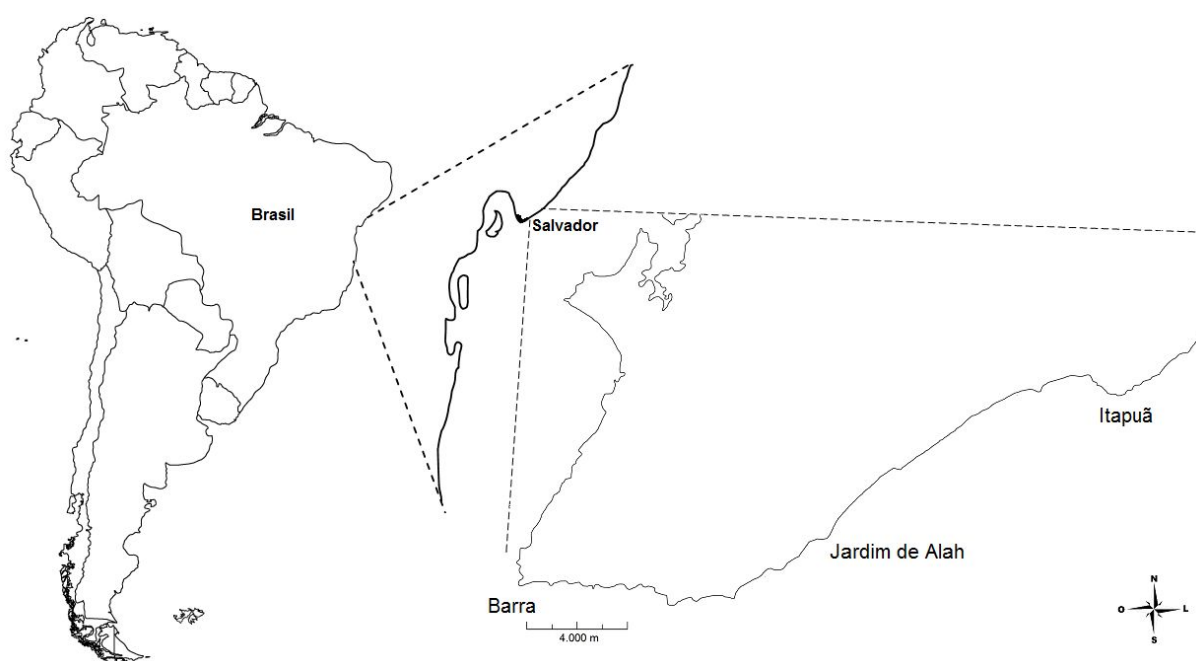 Brasil
Salvador
Itapuã
Jardim de Alah
Barra
4.000 m
N
O
L
S